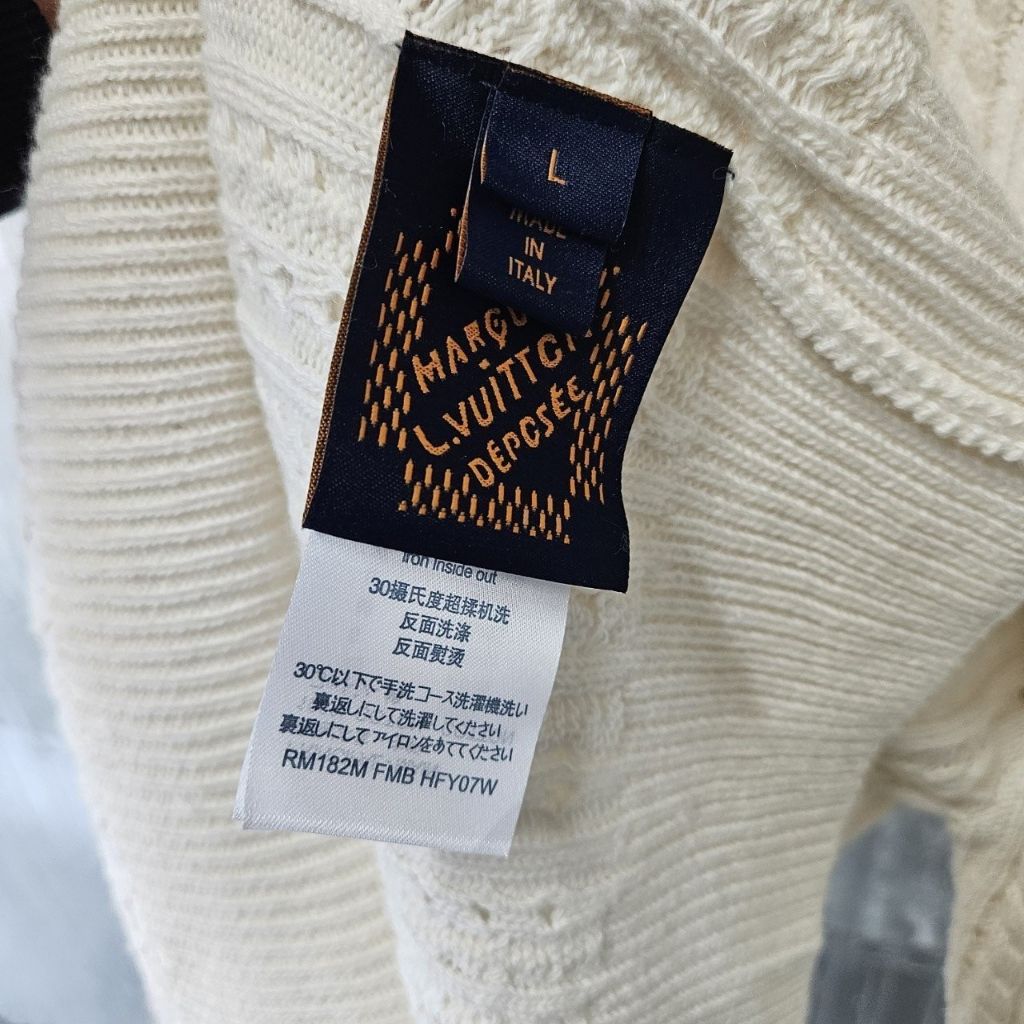 L
MADE
IN
ITALY
L.VUITTON
DÉPOSÉE
Iron inside out
30摄氏度超揉机洗
反面洗涤
反面熨烫
30℃以下で手洗コース洗濯機洗い
裏返しにして洗濯してください
裏返しにしてアイロンをあててください
RM182M FMB HFY07W